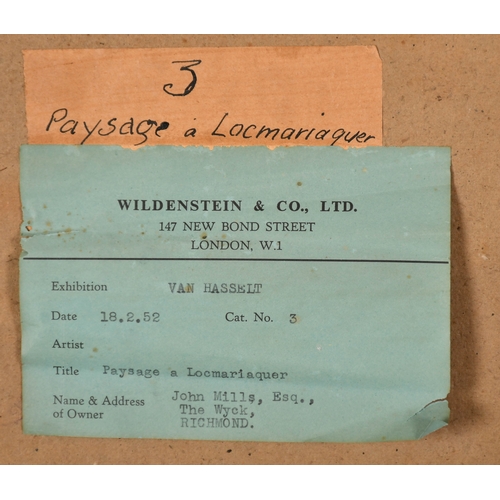 3
Paysage a Locmariaquer
WILDENSTEIN & CO., LTD.
147 NEW BOND STREET
LONDON, W.1
Exhibition VAN HASSELT
Date 18.2.52 Cat. No. 3
Artist
Title Paysage a Locmariaquer
Name & Address John Mills, Esq.,
of Owner The Wyck,
RICHMOND.